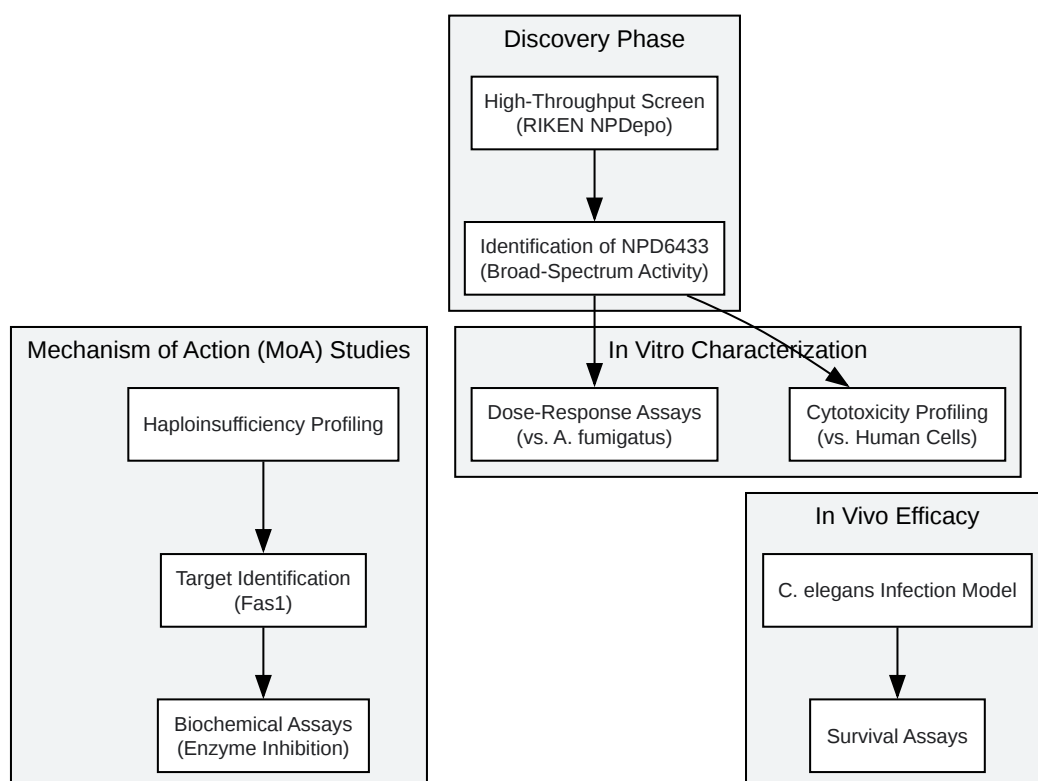 Discovery Phase
High-Throughput Screen
(RIKEN NPDepo)
Identification of NPD6433
(Broad-Spectrum Activity)
Mechanism of Action (MoA) Studies
Haploinsufficiency Profiling
Target Identification
(Fas1)
Biochemical Assays
(Enzyme Inhibition)
In Vitro Characterization
Dose-Response Assays
(vs. A. fumigatus)
Cytotoxicity Profiling
(vs. Human Cells)
In Vivo Efficacy
C. elegans Infection Model
Survival Assays